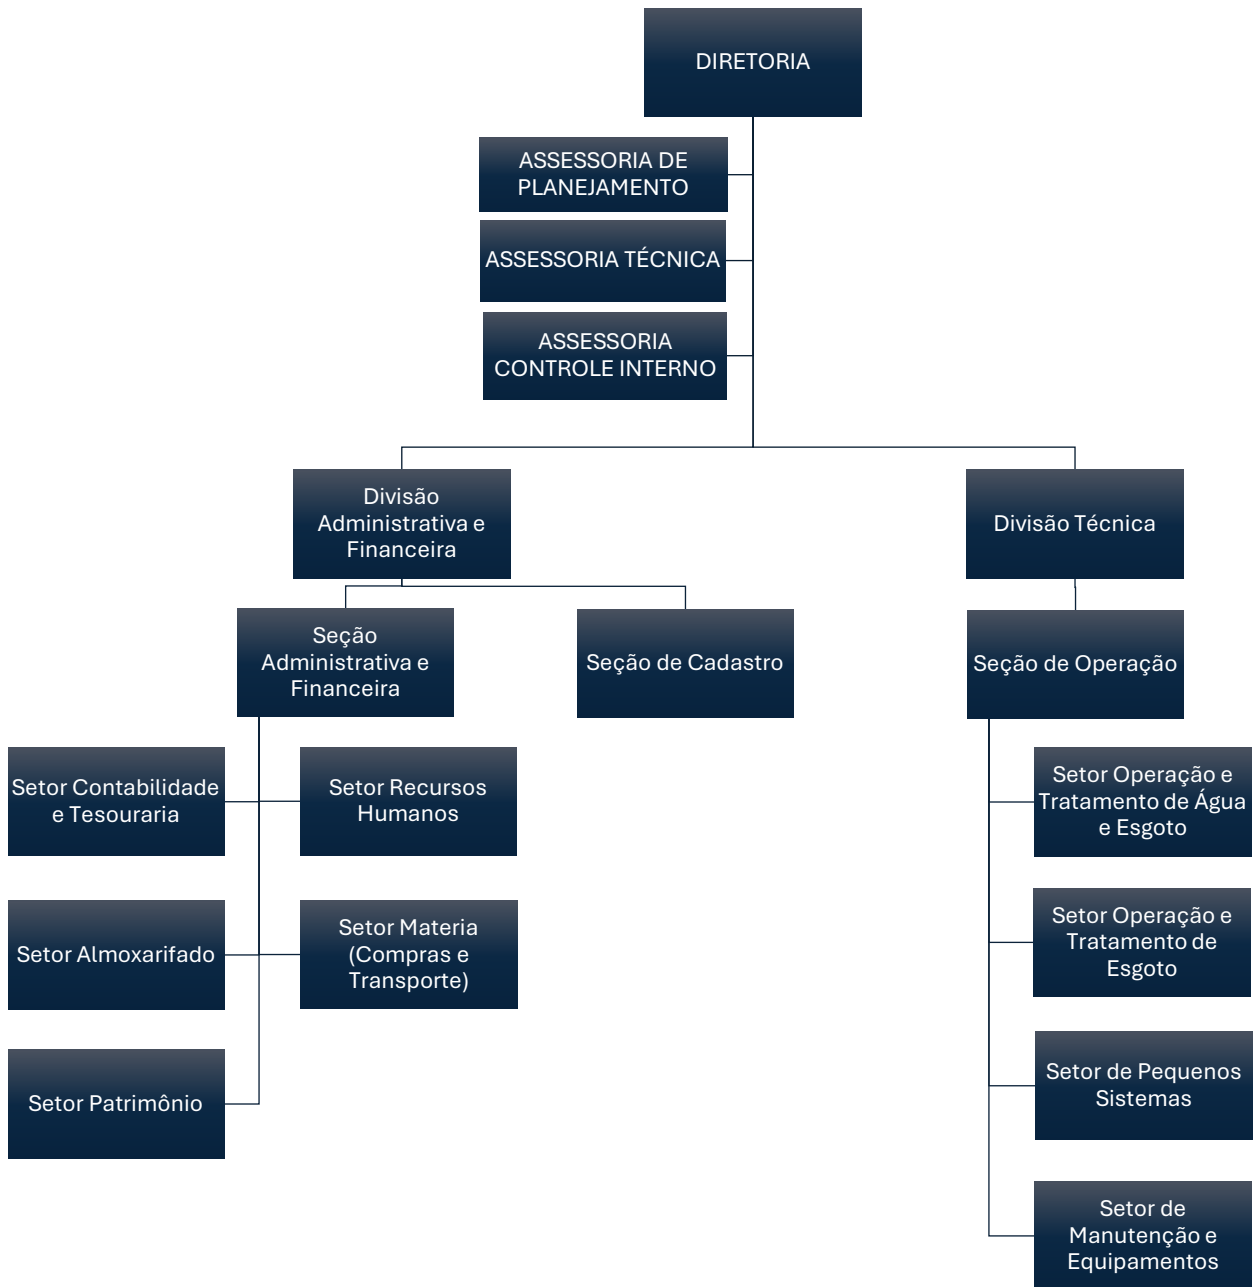 DIRETORIA
ASSESSORIA DE
PLANEJAMENTO
ASSESSORIA TÉCNICA
ASSESSORIA
CONTROLE INTERNO
Divisão
Administrativa e
Financeira
Divisão Técnica
Seção
Administrativa e
Financeira
Seção de Cadastro
Seção de Operação
Setor Contabilidade
e Tesouraria
Setor Recursos
Humanos
Setor Operação e
Tratamento de Água
e Esgoto
Setor Almoxarifado
Setor Materia
(Compras e
Transporte)
Setor Operação e
Tratamento de
Esgoto
Setor Patrimônio
Setor de Pequenos
Sistemas
Setor de
Manutenção e
Equipamentos